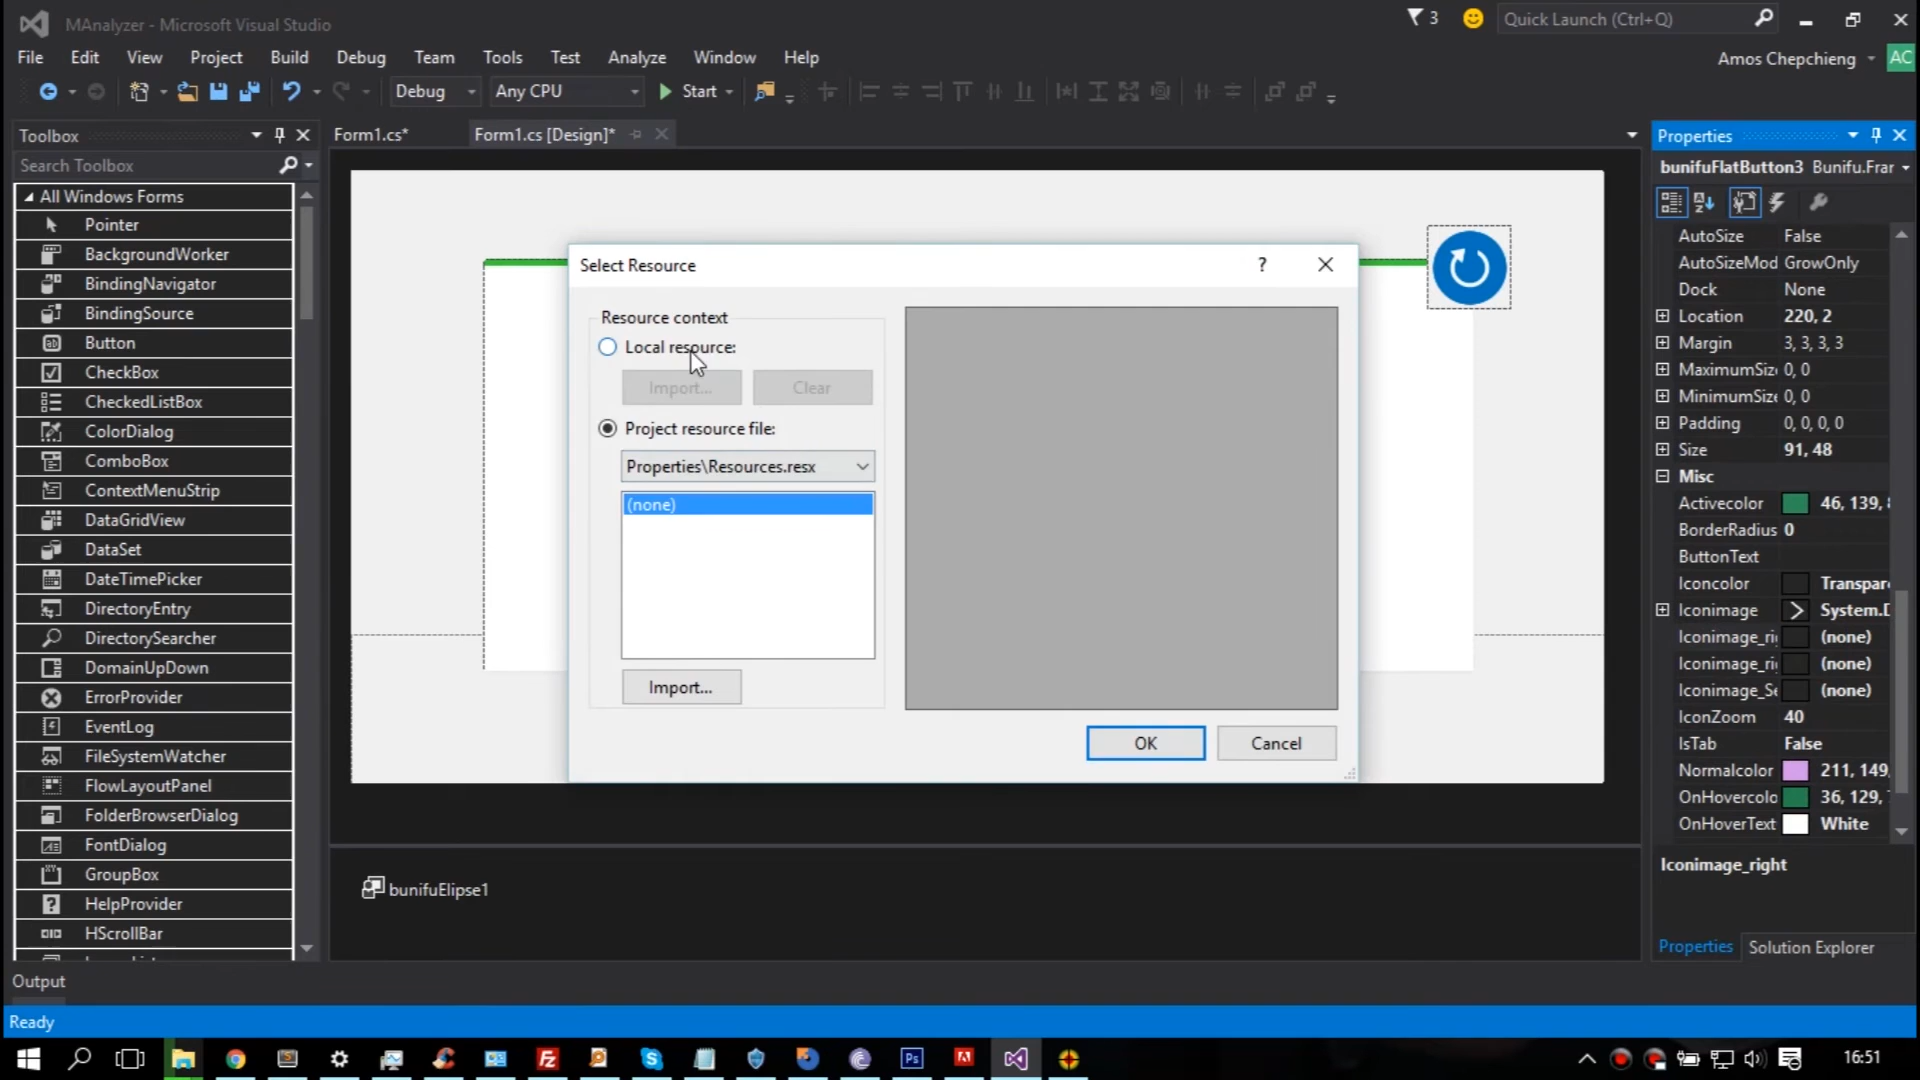 MAnalyzer - Microsoft Visual Studio
3
Quick Launch (Ctrl+Q)
File Edit View Project Build Debug Team Tools Test Analyze Window Help
Amos Chepchieng AC
Debug Any CPU Start
Toolbox
Form1.cs* Form1.cs [Design]*
Properties
Search Toolbox
bunifuFlatButton3 Bunifu.Frar
All Windows Forms
Pointer
BackgroundWorker
BindingNavigator
BindingSource
Button
CheckBox
CheckedListBox
ColorDialog
ComboBox
ContextMenuStrip
DataGridView
DataSet
DateTimePicker
DirectoryEntry
DirectorySearcher
DomainUpDown
ErrorProvider
EventLog
FileSystemWatcher
FlowLayoutPanel
FolderBrowserDialog
FontDialog
GroupBox
HelpProvider
HScrollBar
Select Resource ?
Resource context
Local resource:
Import... Clear
Project resource file:
Properties\Resources.resx
(none)
Import...
OK Cancel
bunifuElipse1
AutoSize False
AutoSizeMod GrowOnly
Dock None
Location 220, 2
Margin 3, 3, 3, 3
MaximumSiz 0, 0
MinimumSize 0, 0
Padding 0, 0, 0, 0
Size 91, 48
Misc
Activecolor 46, 139,
BorderRadius 0
ButtonText
Iconcolor Transpare
Iconimage System.D
Iconimage_ri (none)
Iconimage_ri (none)
Iconimage_Se (none)
IconZoom 40
IsTab False
Normalcolor 211, 149,
OnHovercolo 36, 129,
OnHoverText White
Iconimage_right
Properties Solution Explorer
Output
Ready
Ps
16:51